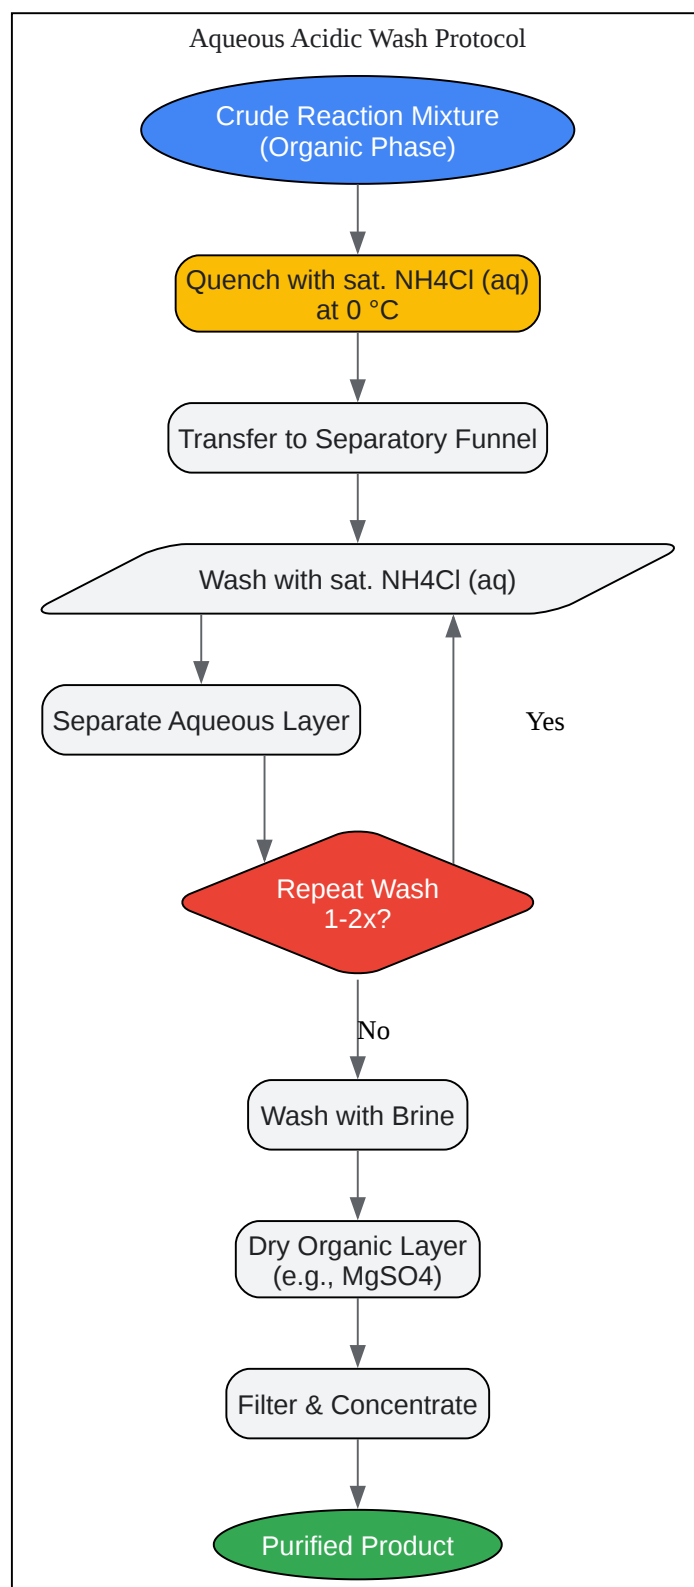 Aqueous Acidic Wash Protocol
Crude Reaction Mixture
(Organic Phase)
Quench with sat. NH4Cl (aq)
at 0 °C
Transfer to Separatory Funnel
Wash with sat. NH4Cl (aq)
Separate Aqueous Layer
Yes
Repeat Wash
1-2x?
No
Wash with Brine
Dry Organic Layer
(e.g., MgSO4)
Filter & Concentrate
Purified Product